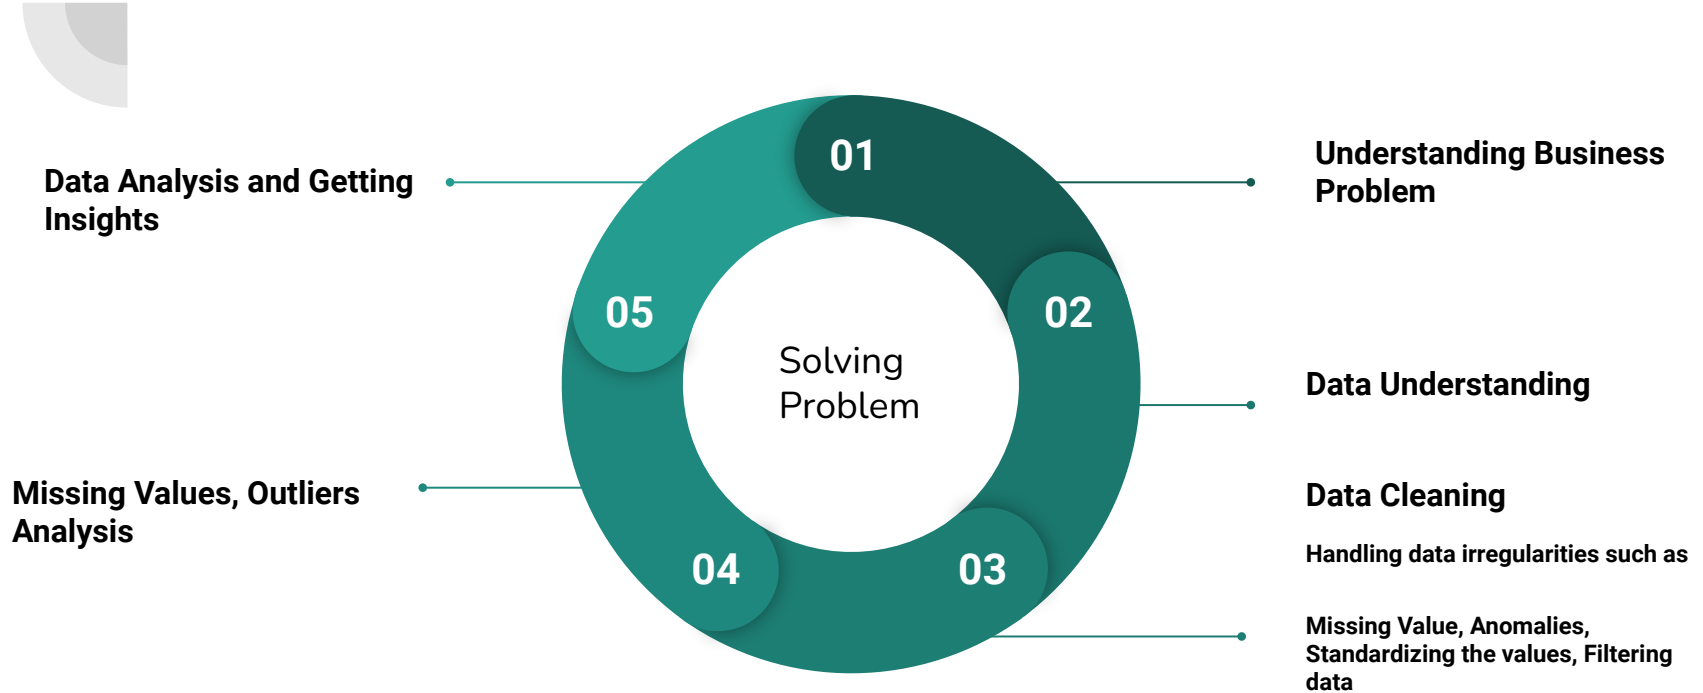 01
Understanding Business
Problem
02
Data Understanding
03
Data Cleaning
Handling data irregularities such as
Missing Value, Anomalies,
Standardizing the values, Filtering
data
04
Missing Values, Outliers
Analysis
05
Data Analysis and Getting
Insights
Solving
Problem